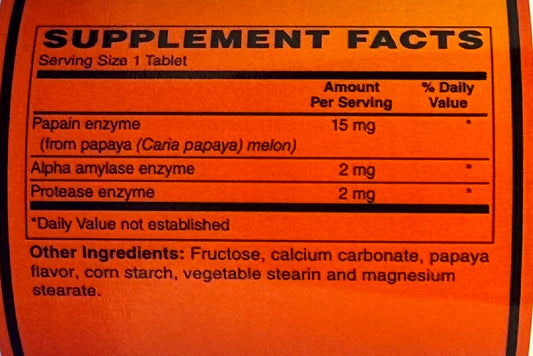 SUPPLEMENT FACTS
Serving Size 1 Tablet
Amount Per Serving % Daily Value
Papain enzyme 15 mg *
(from papaya (Caria papaya) melon)
Alpha amylase enzyme 2 mg *
Protease enzyme 2 mg *
*Daily Value not established
Other Ingredients: Fructose, calcium carbonate, papaya
flavor, corn starch, vegetable stearin and magnesium
stearate.